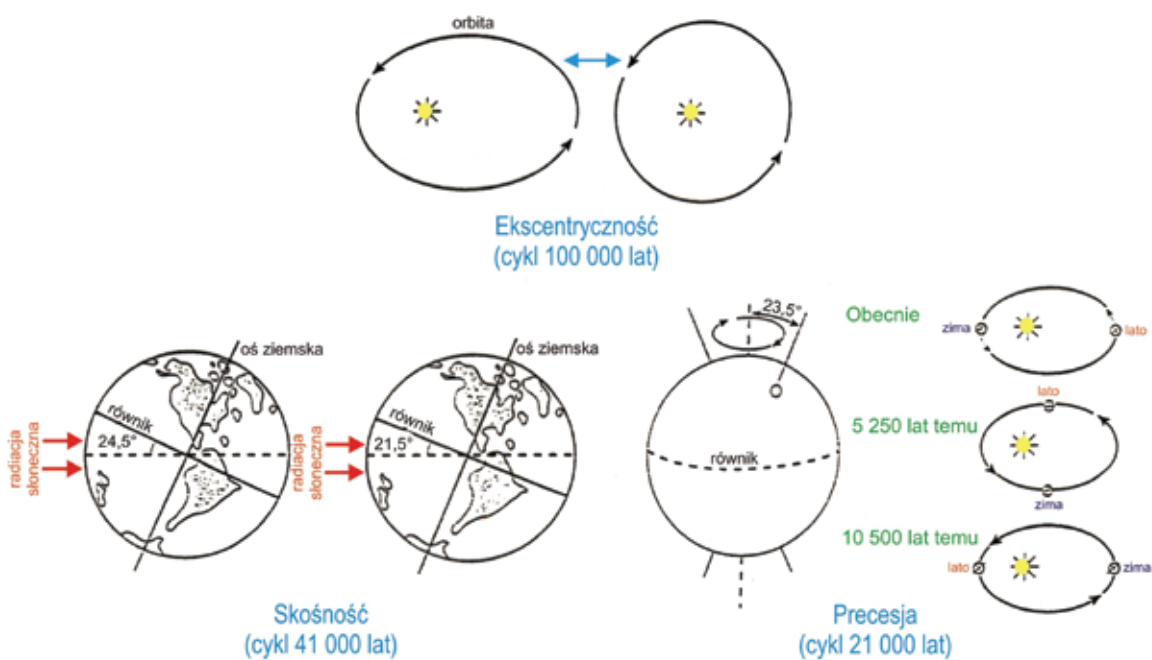 orbita
Ekscentryczność
(cykl 100 000 lat)
oś ziemska
równik
24,5°
radiacja
słoneczna
oś ziemska
równik
21,5°
radiacja
słoneczna
Skośność
(cykl 41 000 lat)
23,5°
równik
Obecnie
zima
lato
5 250 lat temu
lato
zima
10 500 lat temu
lato
zima
Precesja
(cykl 21 000 lat)